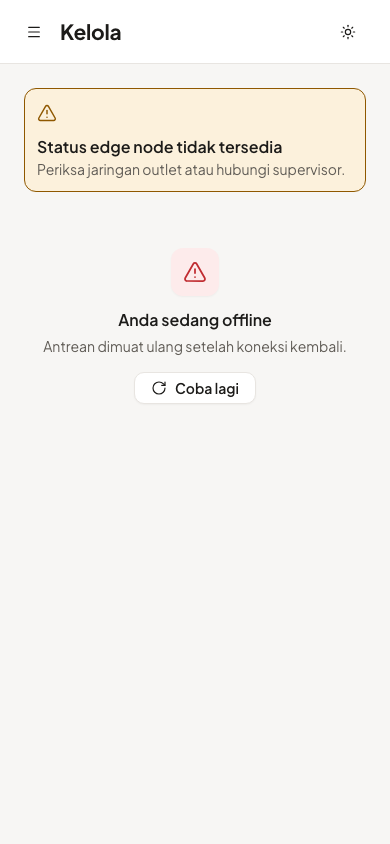 Kelola
Status edge node tidak tersedia
Periksa jaringan outlet atau hubungi supervisor.
Anda sedang offline
Antrean dimuat ulang setelah koneksi kembali.
Coba lagi